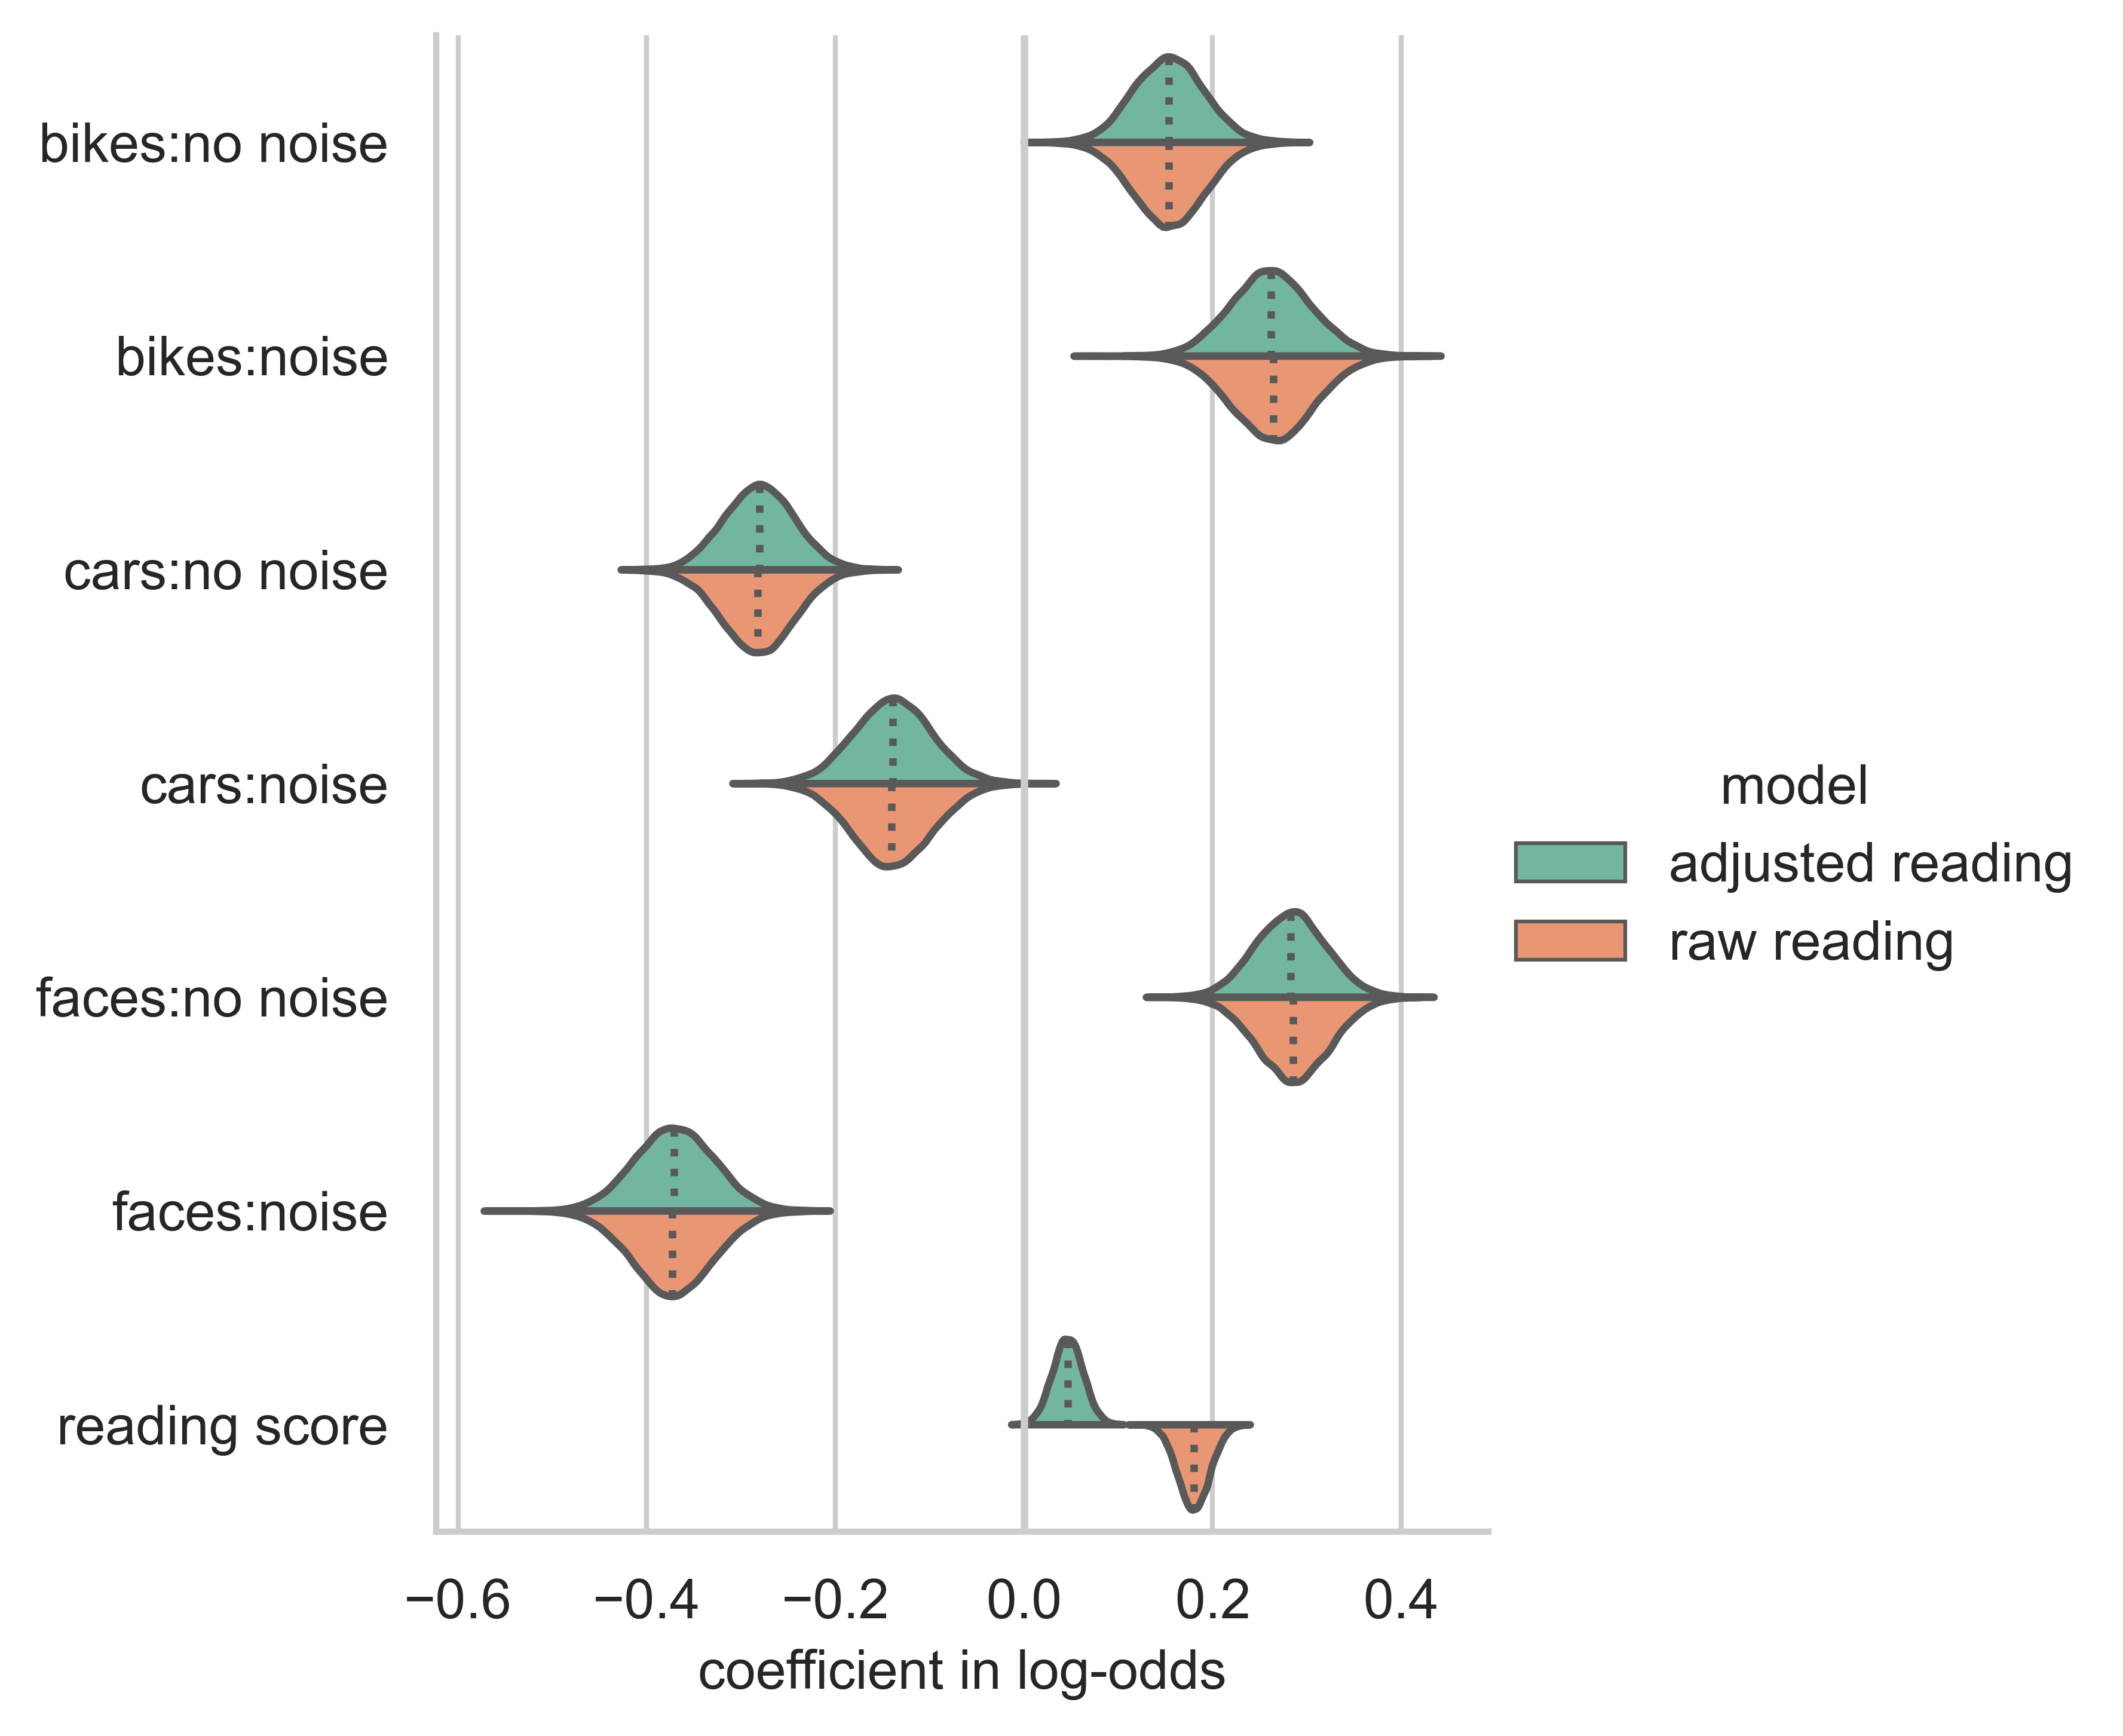 bikes:no noise
bikes:noise
cars:no noise
cars:noise
faces:no noise
faces:noise
reading score
−0.6 −0.4 −0.2 0.0 0.2 0.4
coefficient in log-odds
model
adjusted reading
raw reading